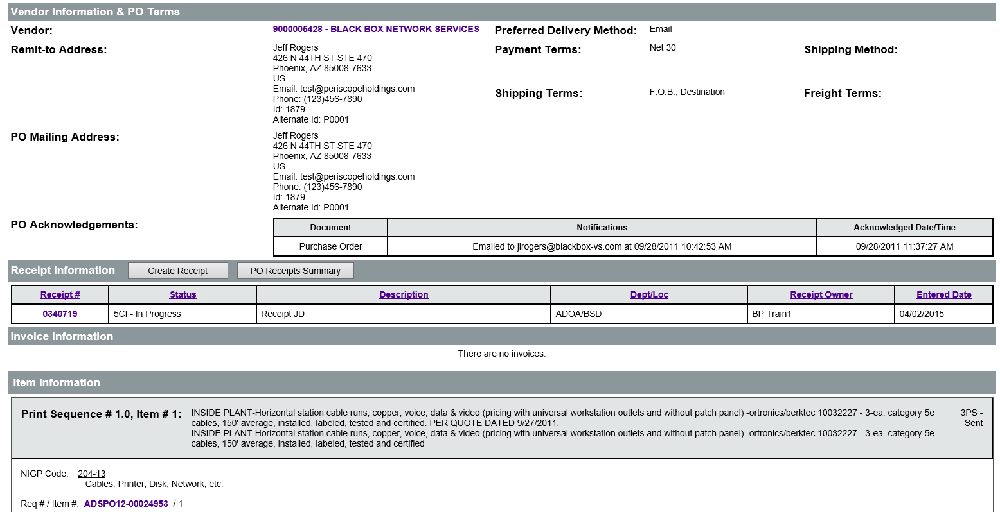 Vendor Information & PO Terms
Vendor: 9000005428 - BLACK BOX NETWORK SERVICES Preferred Delivery Method: Email
Remit-to Address: Jeff Rogers Payment Terms: Net 30 Shipping Method:
426 N 44TH ST STE 470
Phoenix, AZ 85008-7633
US
Email: test@periscopeholdings.com Shipping Terms: F.O.B., Destination Freight Terms:
Phone: (123)456-7890
Id: 1879
Alternate Id: P0001
PO Mailing Address: Jeff Rogers
426 N 44TH ST STE 470
Phoenix, AZ 85008-7633
US
Email: test@periscopeholdings.com
Phone: (123)456-7890
Id: 1879
Alternate Id: P0001
PO Acknowledgements: Document Notifications Acknowledged Date/Time
Purchase Order Emailed to jlrogers@blackbox-vs.com at 09/28/2011 10:42:53 AM 09/28/2011 11:37:27 AM
Receipt Information Create Receipt PO Receipts Summary
Receipt # Status Description Dept/Loc Receipt Owner Entered Date
0340719 5CI - In Progress Receipt JD ADOA/BSD BP Train1 04/02/2015
Invoice Information
There are no invoices.
Item Information
Print Sequence # 1.0, Item # 1: INSIDE PLANT-Horizontal station cable runs, copper, voice, data & video (pricing with universal workstation outlets and without patch panel) -ortronics/berktec 10032227 - 3-ea. category 5e 3PS -
cables, 150' average, installed, labeled, tested and certified. PER QUOTE DATED 9/27/2011. Sent
INSIDE PLANT-Horizontal station cable runs, copper, voice, data & video (pricing with universal workstation outlets and without patch panel) -ortronics/berktec 10032227 - 3-ea. category 5e
cables, 150' average, installed, labeled, tested and certified
NIGP Code: 204-13
Cables: Printer, Disk, Network, etc.
Req # / Item #: ADSPO12-00024953 / 1